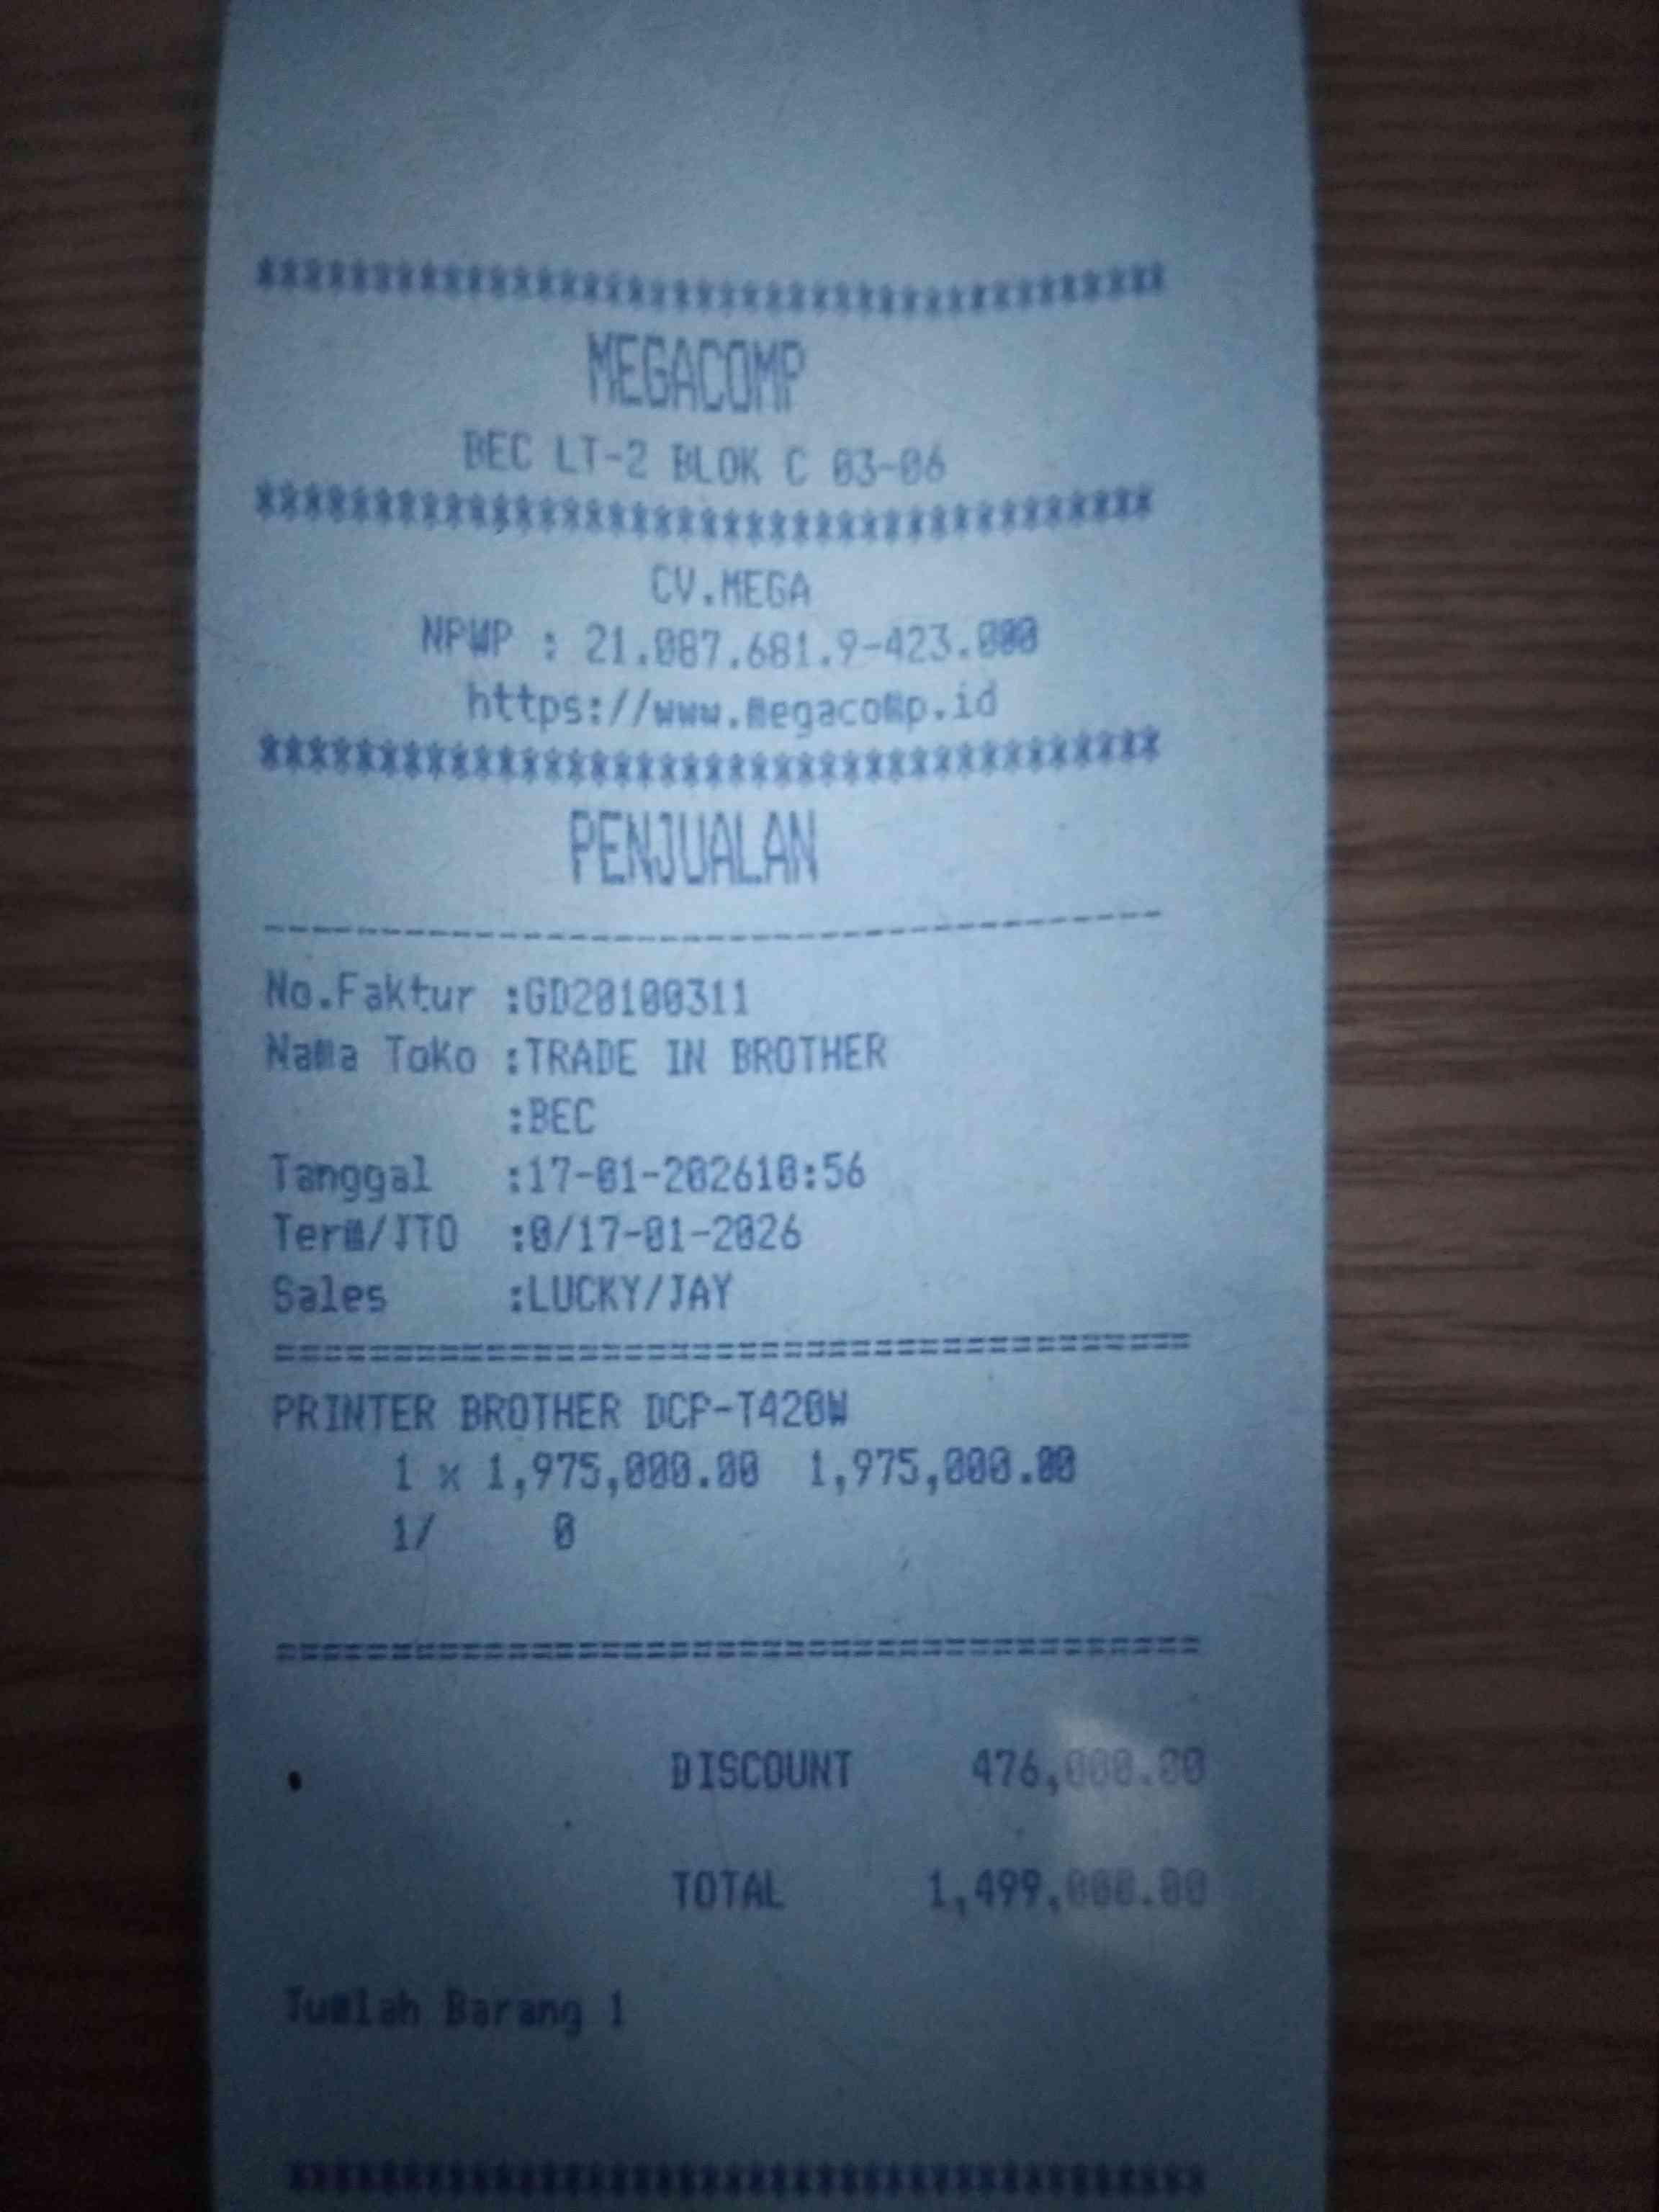 ****************************************
MEGACOMP
BEC LT-2 BLOK C 03-06
****************************************
CV.MEGA
NPWP : 21.087.681.9-423.000
https://www.megacomp.id
****************************************
PENJUALAN
----------------------------------------
No.Faktur :GD20100311
Nama Toko :TRADE IN BROTHER
:BEC
Tanggal :17-01-202610:56
Term/JTO :0/17-01-2026
Sales :LUCKY/JAY
========================================
PRINTER BROTHER DCP-T420W
1 x 1,975,000.00 1,975,000.00
1/ 0
========================================
DISCOUNT 476,000.00
TOTAL 1,499,000.00
Jumlah Barang 1
****************************************